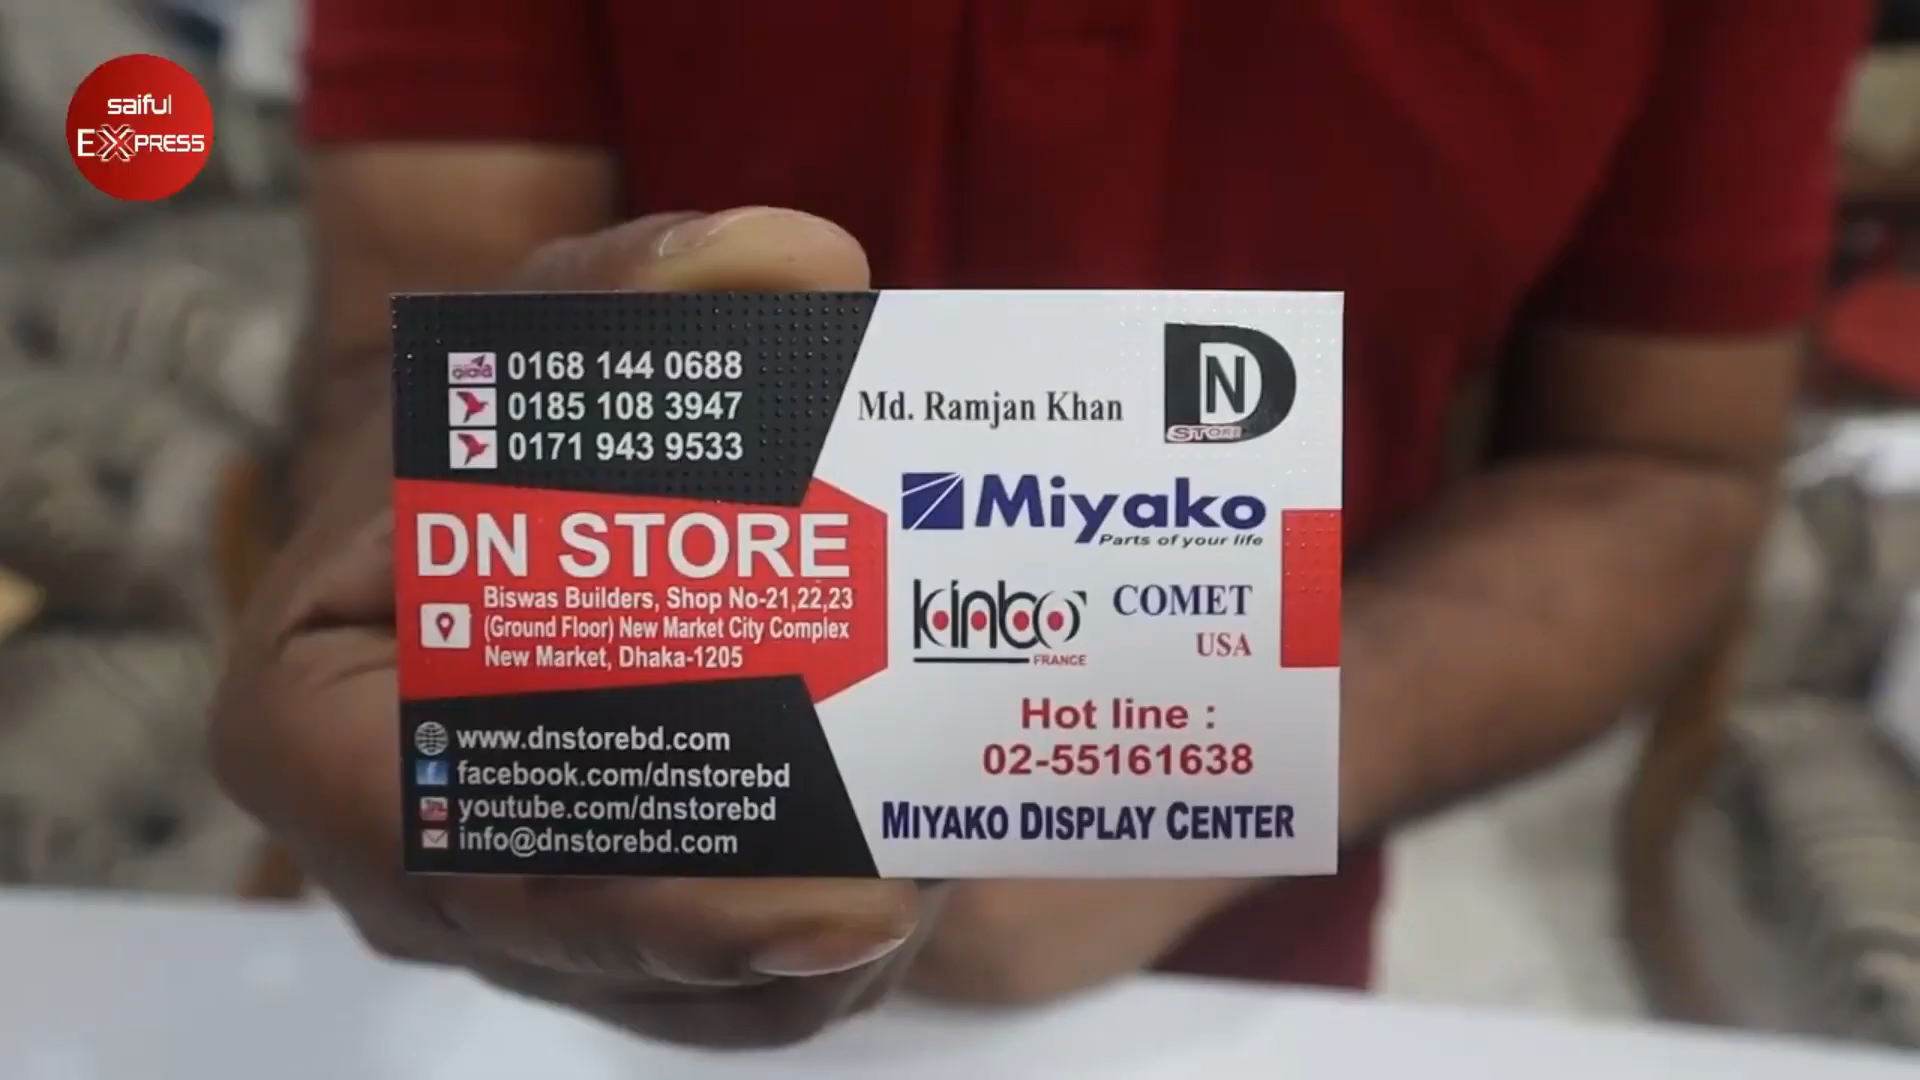 saiful
EXPRESS
0168 144 0688
0185 108 3947
0171 943 9533
DN STORE
Biswas Builders, Shop No-21,22,23
(Ground Floor) New Market City Complex
New Market, Dhaka-1205
www.dnstorebd.com
facebook.com/dnstorebd
youtube.com/dnstorebd
info@dnstorebd.com
Md. Ramjan Khan
DN
STORE
Miyako
Parts of your life
kinbo
FRANCE
COMET
USA
Hot line :
02-55161638
MIYAKO DISPLAY CENTER